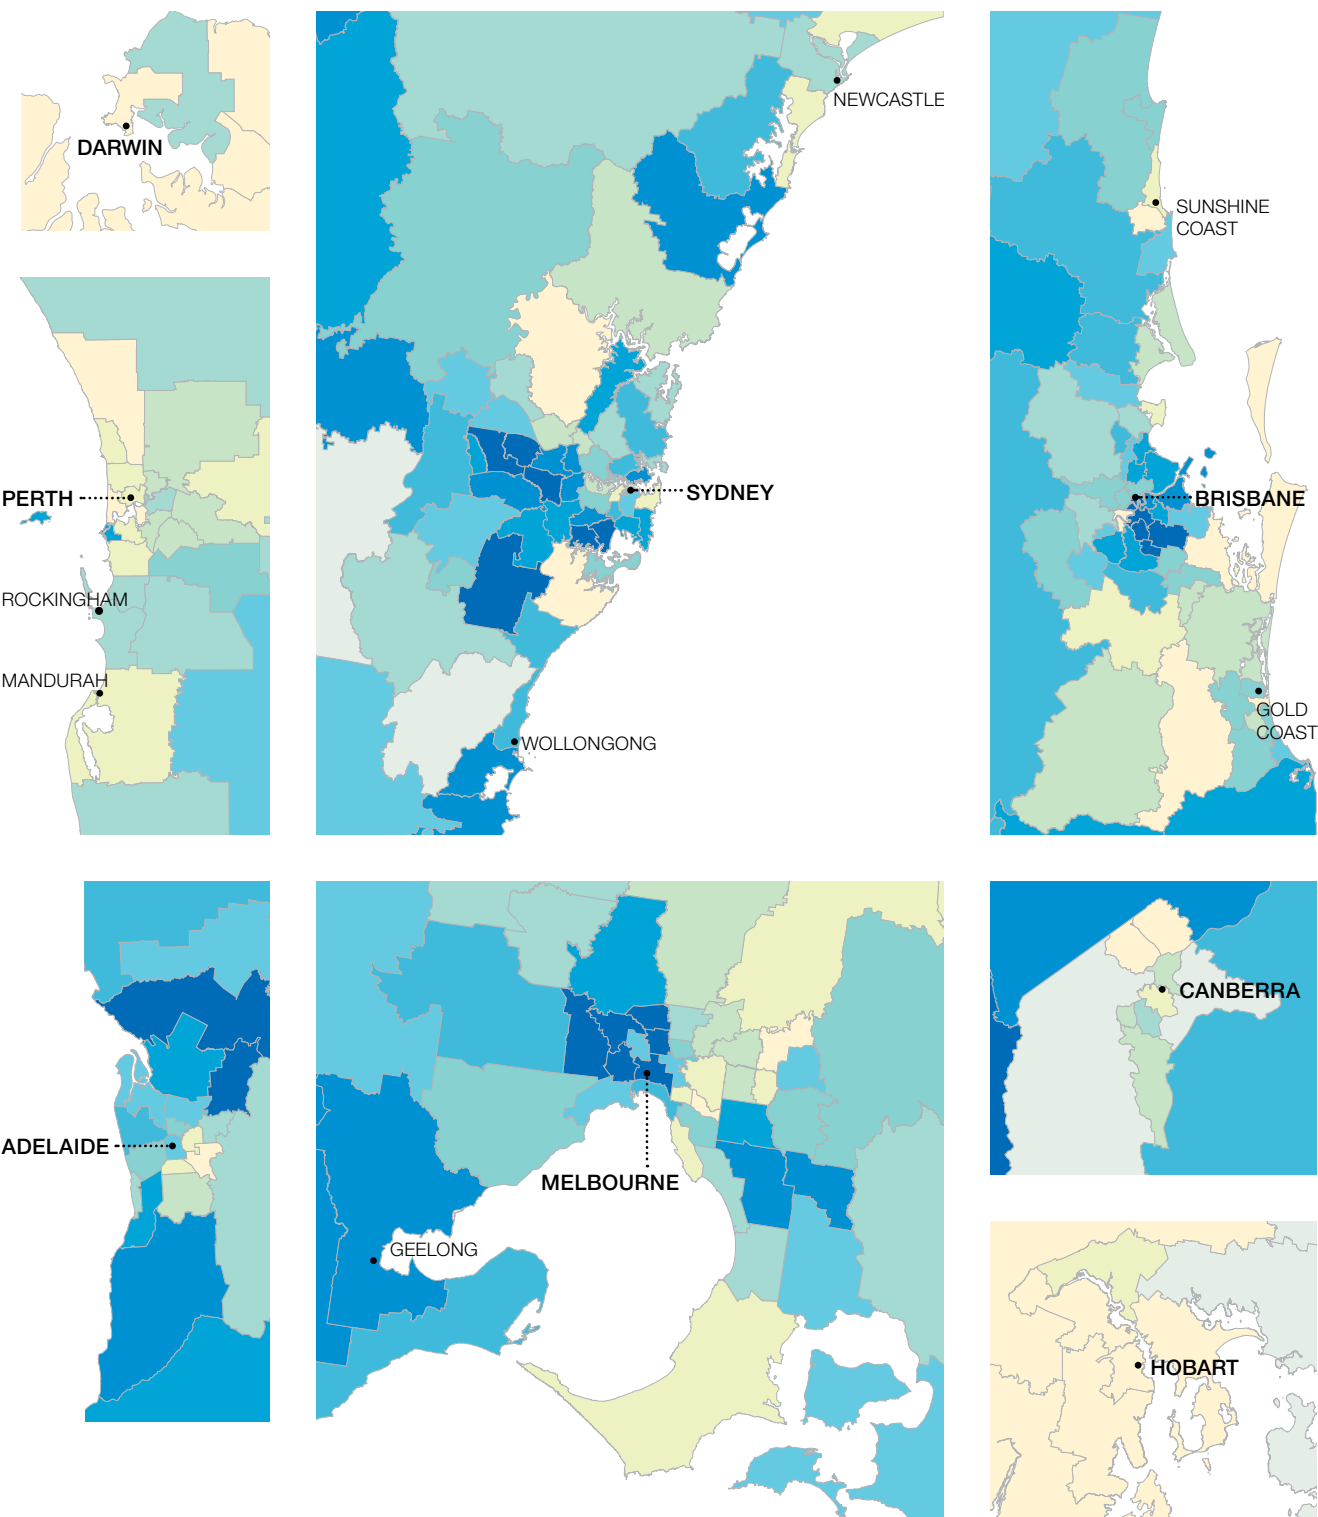 DARWIN
PERTH
ROCKINGHAM
MANDURAH
NEWCASTLE
SYDNEY
WOLLONGONG
SUNSHINE
COAST
BRISBANE
GOLD
COAST
ADELAIDE
MELBOURNE
GEELONG
CANBERRA
HOBART